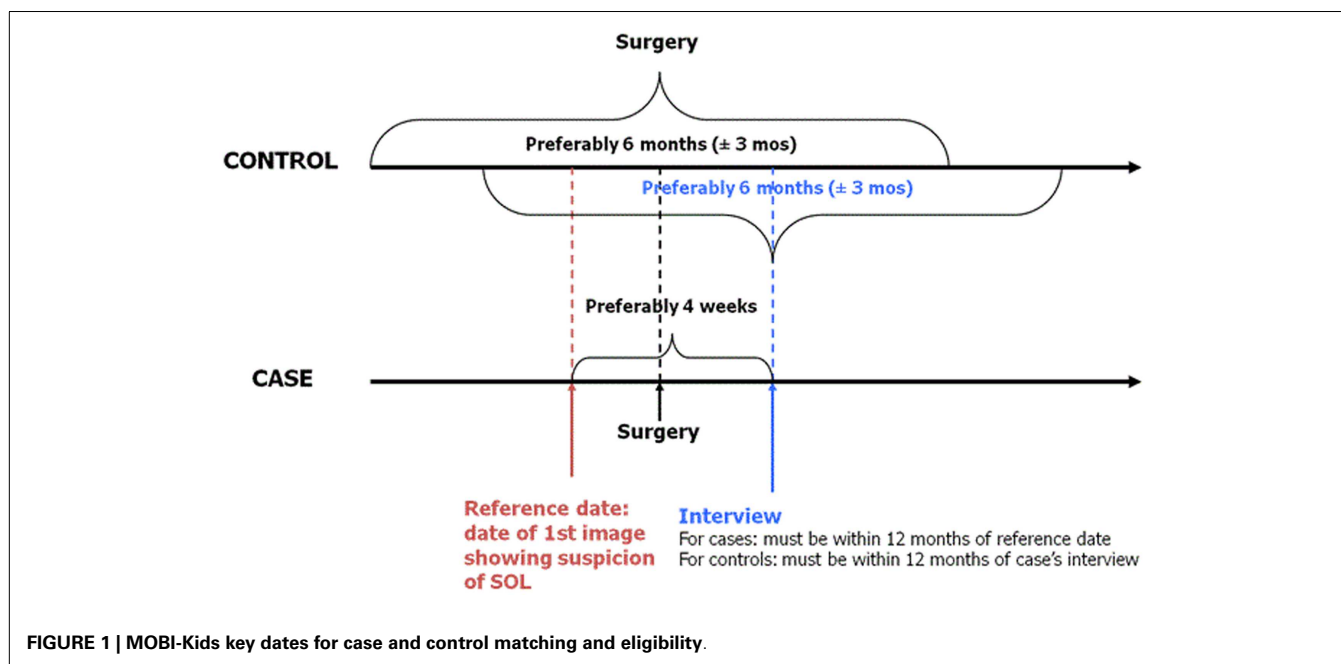 Surgery
Preferably 6 months (± 3 mos)
CONTROL
Preferably 6 months (± 3 mos)
Preferably 4 weeks
CASE
Surgery
Reference date:
date of 1st image
showing suspicion
of SOL
Interview
For cases: must be within 12 months of reference date
For controls: must be within 12 months of case's interview
FIGURE 1 | MOBI-Kids key dates for case and control matching and eligibility.